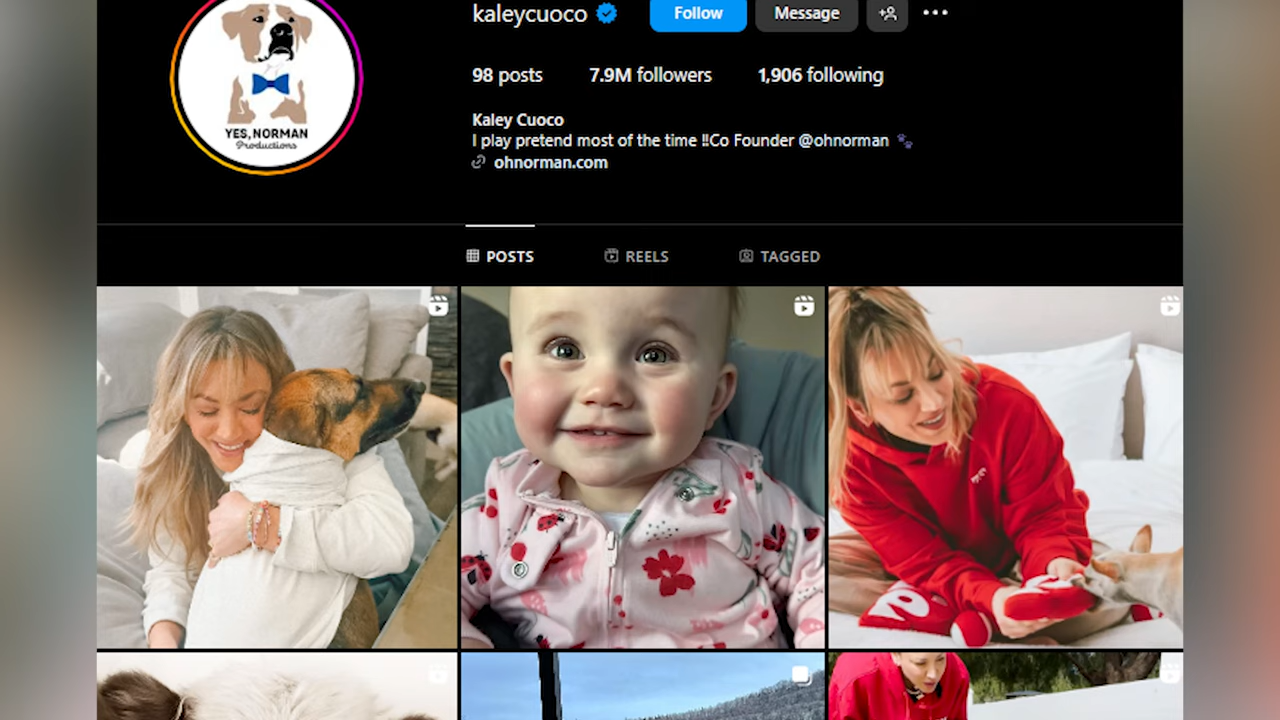 kaleycuoco
Follow
Message
98 posts
7.9M followers
1,906 following
YES, NORMAN
Productions
Kaley Cuoco
I play pretend most of the time ‼Co Founder @ohnorman
ohnorman.com
POSTS
REELS
TAGGED